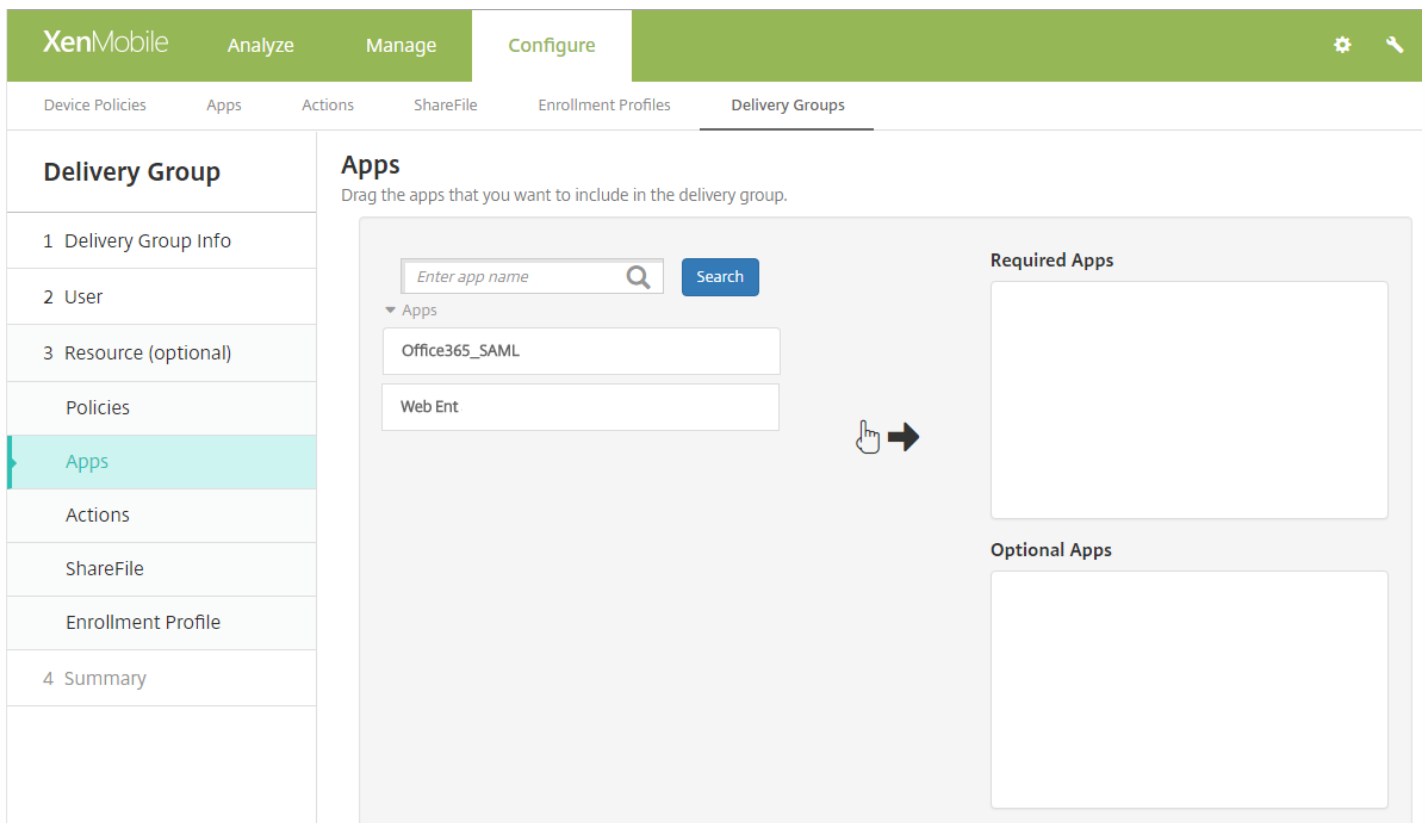 XenMobile Analyze Manage Configure
Device Policies Apps Actions ShareFile Enrollment Profiles Delivery Groups
Delivery Group
1 Delivery Group Info
2 User
3 Resource (optional)
Policies
Apps
Actions
ShareFile
Enrollment Profile
4 Summary
Apps
Drag the apps that you want to include in the delivery group.
Enter app name Search
Apps
Office365_SAML
Web Ent
Required Apps
Optional Apps